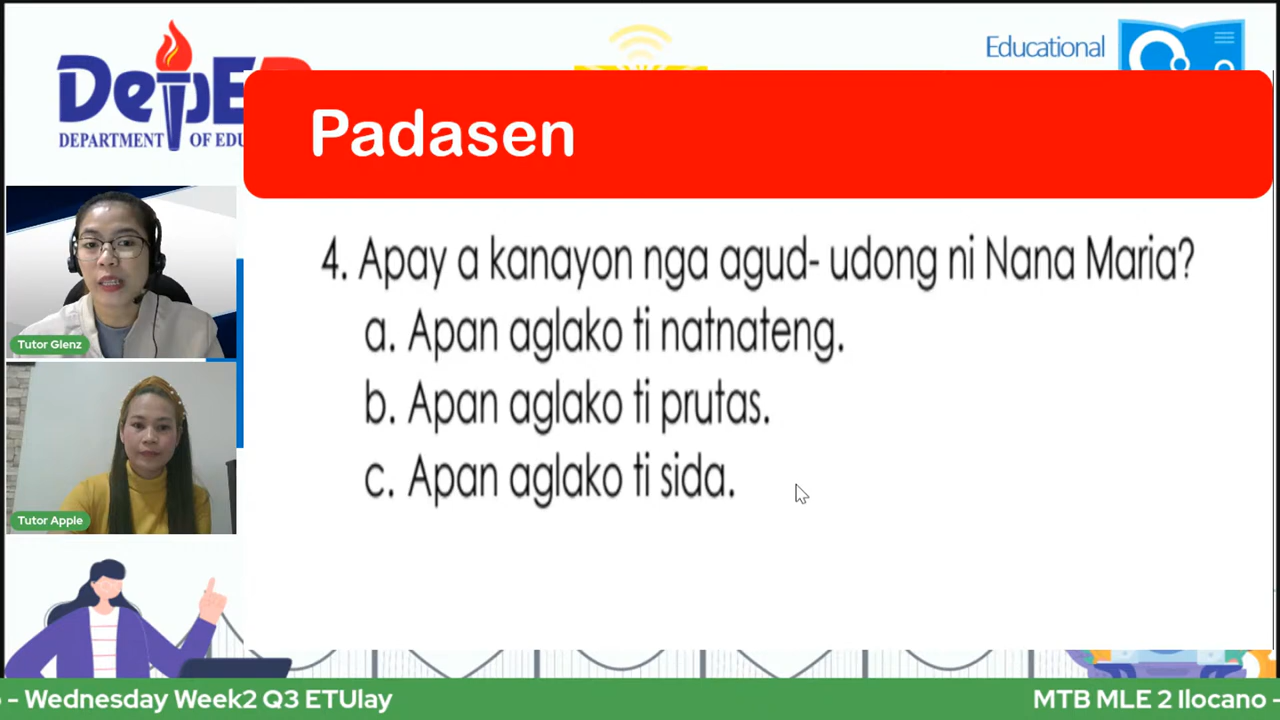 DepED
DEPARTMENT OF EDU
Educational
Padasen
4. Apay a kanayon nga agud- udong ni Nana Maria?
a. Apan aglako ti natnateng.
b. Apan aglako ti prutas.
c. Apan aglako ti sida.
Tutor Glenz
Tutor Apple
- Wednesday Week2 Q3 ETUlay
MTB MLE 2 Ilocano -